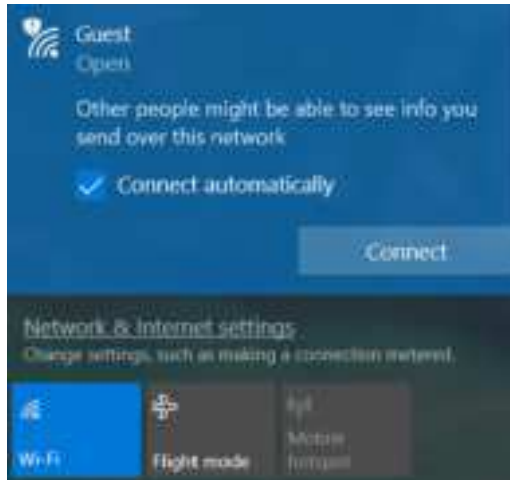 Guest
Open
Other people might be able to see info you
send over this network
Connect automatically
Connect
Network & Internet settings
Change settings, such as making a connection metered.
Wi-Fi
Flight mode
Mobile
hotspot